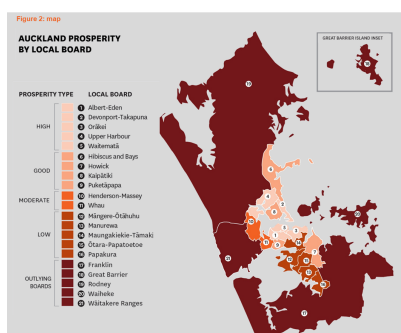 Figure 2: map
AUCKLAND PROSPERITY
BY LOCAL BOARD
GREAT BARRIER ISLAND INSET
PROSPERITY TYPE LOCAL BOARD
HIGH
1 Albert-Eden
2 Devonport-Takapuna
3 Ōrākei
4 Upper Harbour
5 Waitematā
GOOD
6 Hibiscus and Bays
7 Howick
8 Kaipātiki
9 Puketāpapa
MODERATE
10 Henderson-Massey
11 Whau
LOW
12 Māngere-Ōtāhuhu
13 Manurewa
14 Maungakiekie-Tāmaki
15 Ōtara-Papatoetoe
16 Papakura
OUTLYING
BOARDS
17 Franklin
18 Great Barrier
19 Rodney
20 Waiheke
21 Waitākere Ranges